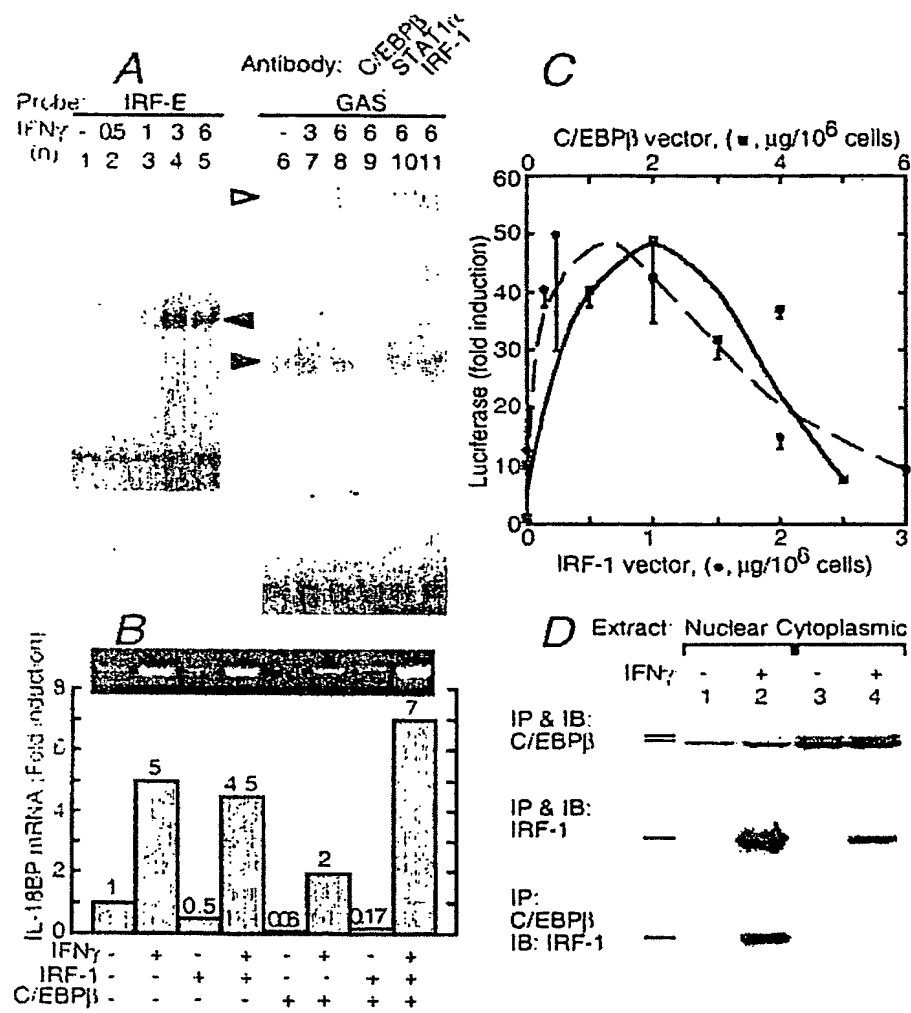 A
Antibody: C/EBPβ STAT1α IRF-1
Probe: IRF-E GAS
IFNγ - 0.5 1 3 6 - 3 6 6 6 6
(h) 1 2 3 4 5 6 7 8 9 10 11
B
IL-18BP mRNA (Fold induction)
8
6
4
2
0
1 5 0.5 4.5 0.06 2 0.17 7
IFNγ - + - + - + - +
IRF-1 - - + + - - + +
C/EBPβ - - - - + + + +
C
C/EBPβ vector, (■, μg/10⁶ cells)
0 2 4 6
Luciferase (fold induction)
60
50
40
30
20
10
0
0 1 2 3
IRF-1 vector, (●, μg/10⁶ cells)
D
Extract: Nuclear Cytoplasmic
IFNγ - + - +
1 2 3 4
IP & IB:
C/EBPβ
IP & IB:
IRF-1
IP:
C/EBPβ
IB: IRF-1